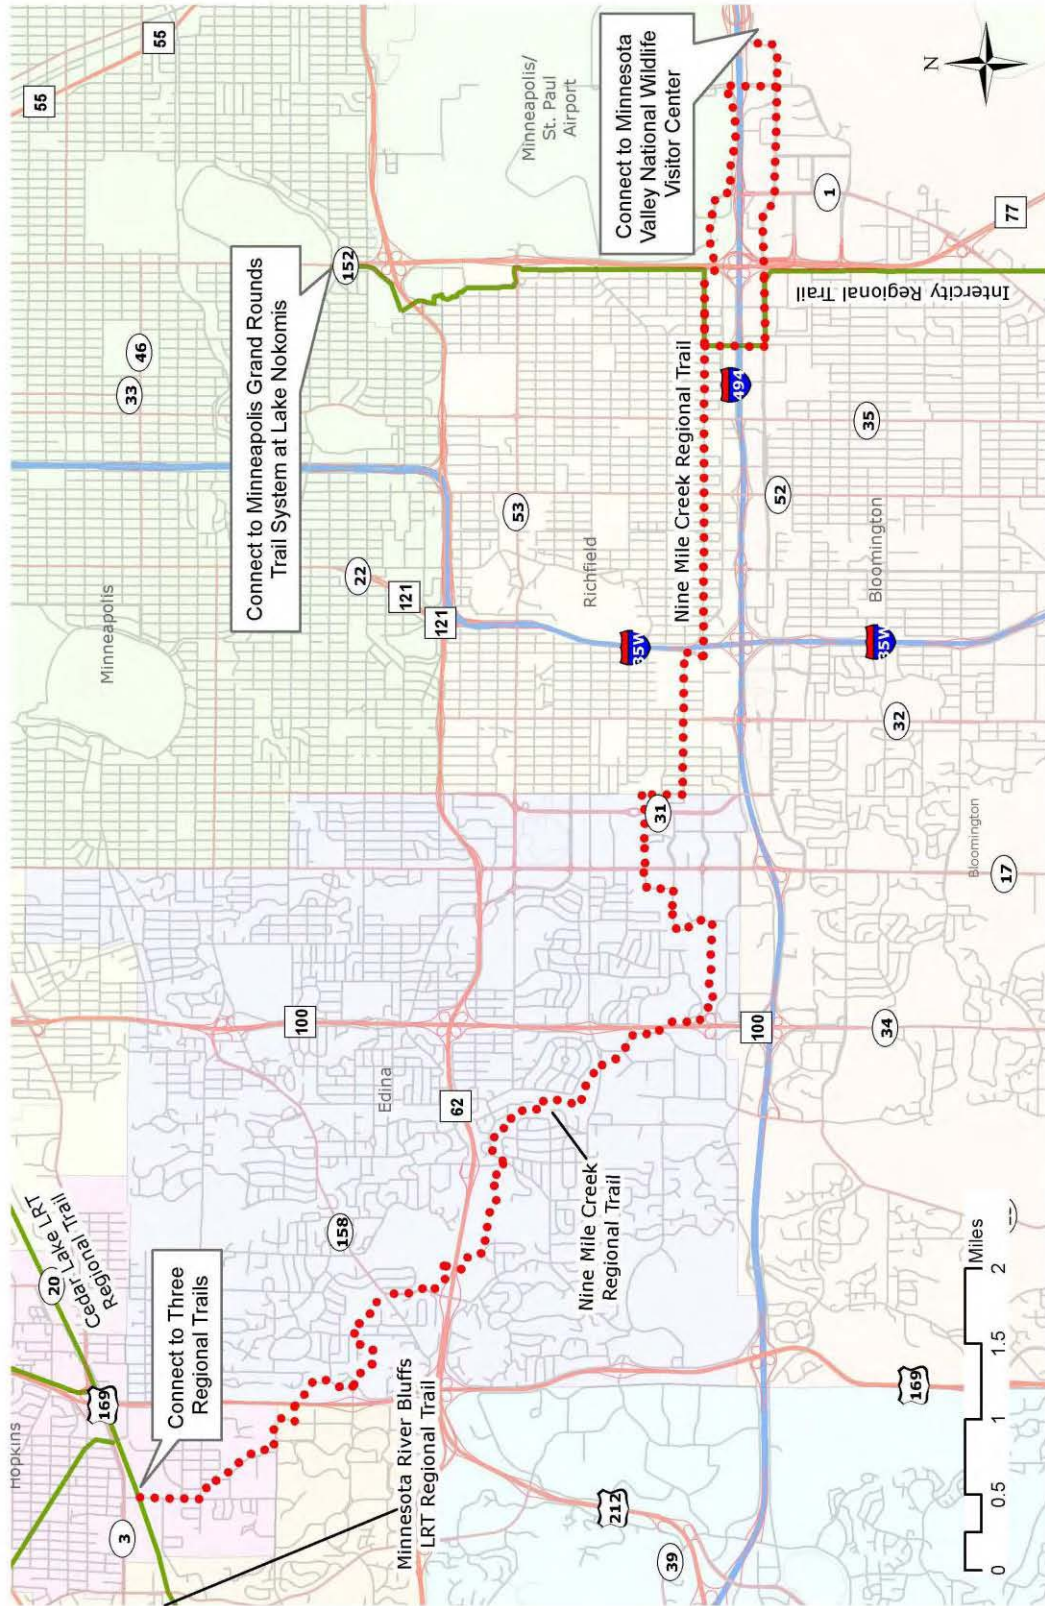 Hopkins
20
Cedar Lake LRT
Regional Trail
3
169
Connect to Three
Regional Trails
Minneapolis
33
46
55
55
Connect to Minneapolis Grand Rounds
Trail System at Lake Nokomis
152
22
121
121
100
158
Edina
62
Minnesota River Bluffs
LRT Regional Trail
53
Minneapolis/
St. Paul
Airport
Richfield
35W
Nine Mile Creek
Regional Trail
212
39
31
Nine Mile Creek Regional Trail
Connect to Minnesota
Valley National Wildlife
Visitor Center
494
100
52
1
Intercity Regional Trail
35
Bloomington
35W
32
34
169
Bloomington
17
77
N
0
0.5
1
1.5
2
Miles